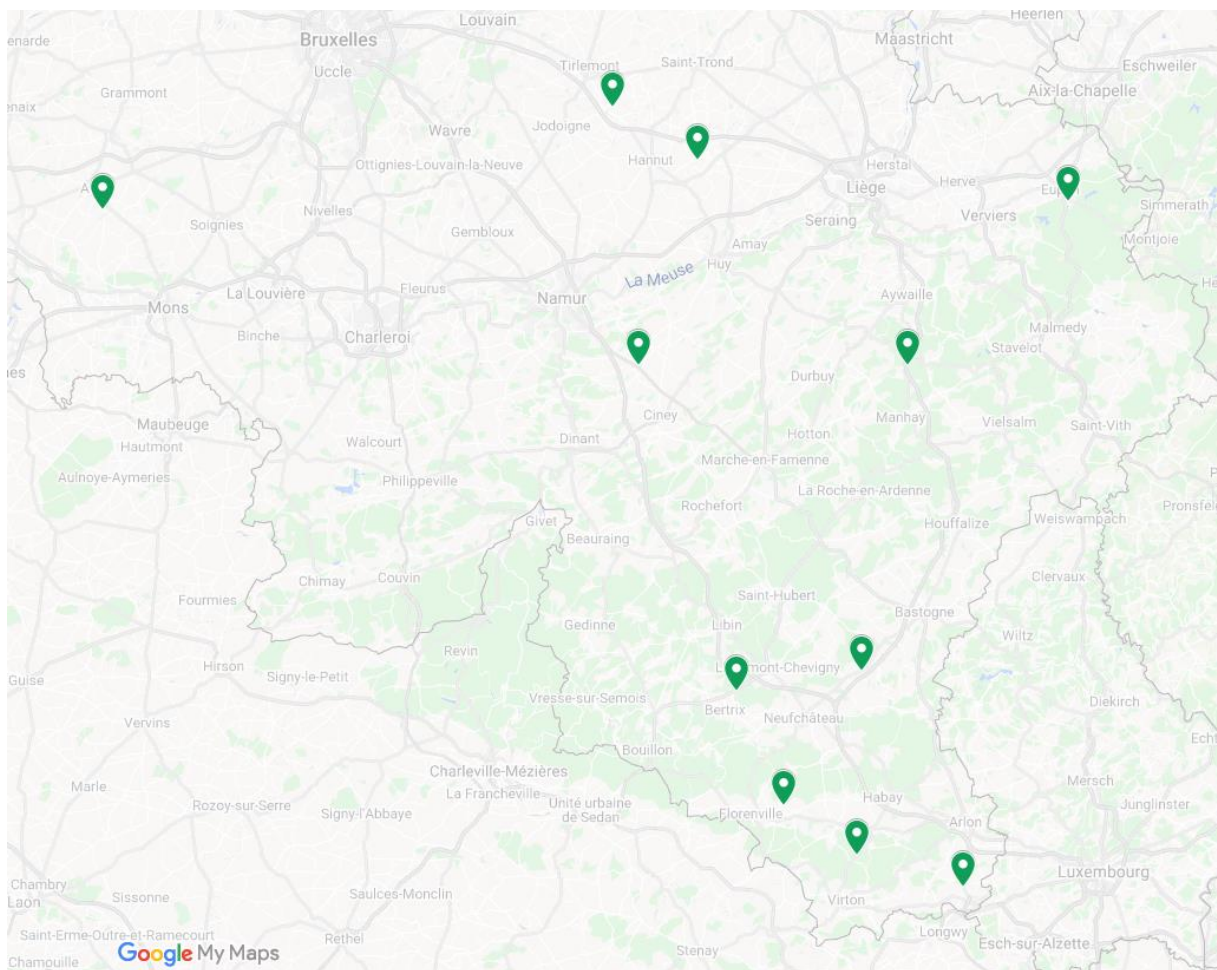 Louvain
Heerlen
Bruxelles
Maastricht
Uccle
Tirlemont
Saint-Trond
Eschweiler
Grammont
Aix-la-Chapelle
Wavre
Jodoigne
Hannut
Ottignies-Louvain-la-Neuve
Herstal
Liège
Herve
Simmerath
Nivelles
Soignies
Seraing
Verviers
Gembloux
Amay
Montjoie
Huy
La Meuse
La Louvière
Fleurus
Namur
Aywaille
Mons
Binche
Charleroi
Malmedy
Stavelot
Durbuy
Maubeuge
Hautmont
Ciney
Manhay
Vielsalm
Saint-Vith
Walcourt
Dinant
Hotton
Aulnoye-Aymeries
Marche-en-Famenne
Philippeville
La Roche-en-Ardenne
Rochefort
Pronsfel
Givet
Houffalize
Weiswampach
Beauraing
Chimay
Couvin
Clervaux
Fourmies
Saint-Hubert
Bastogne
Gedinne
Libin
Wiltz
Revin
Hirson
Signy-le-Petit
mont-Chevigny
Guise
Vresse-sur-Semois
Diekirch
Bertrix
Neufchâteau
Vervins
Bouillon
Charleville-Mézières
Mersch
Marle
La Francheville
Habay
Rozoy-sur-Serre
Unité urbaine
de Sedan
Junglinster
Signy-l'Abbaye
Florenville
Arlon
Luxembourg
Chambry
Laon
Sissonne
Saulces-Monclin
Virton
Saint-Erme-Outre-et-Ramecourt
Rethel
Longwy
Esch-sur-Alzette
Stenay
Chamouille
Google My Maps